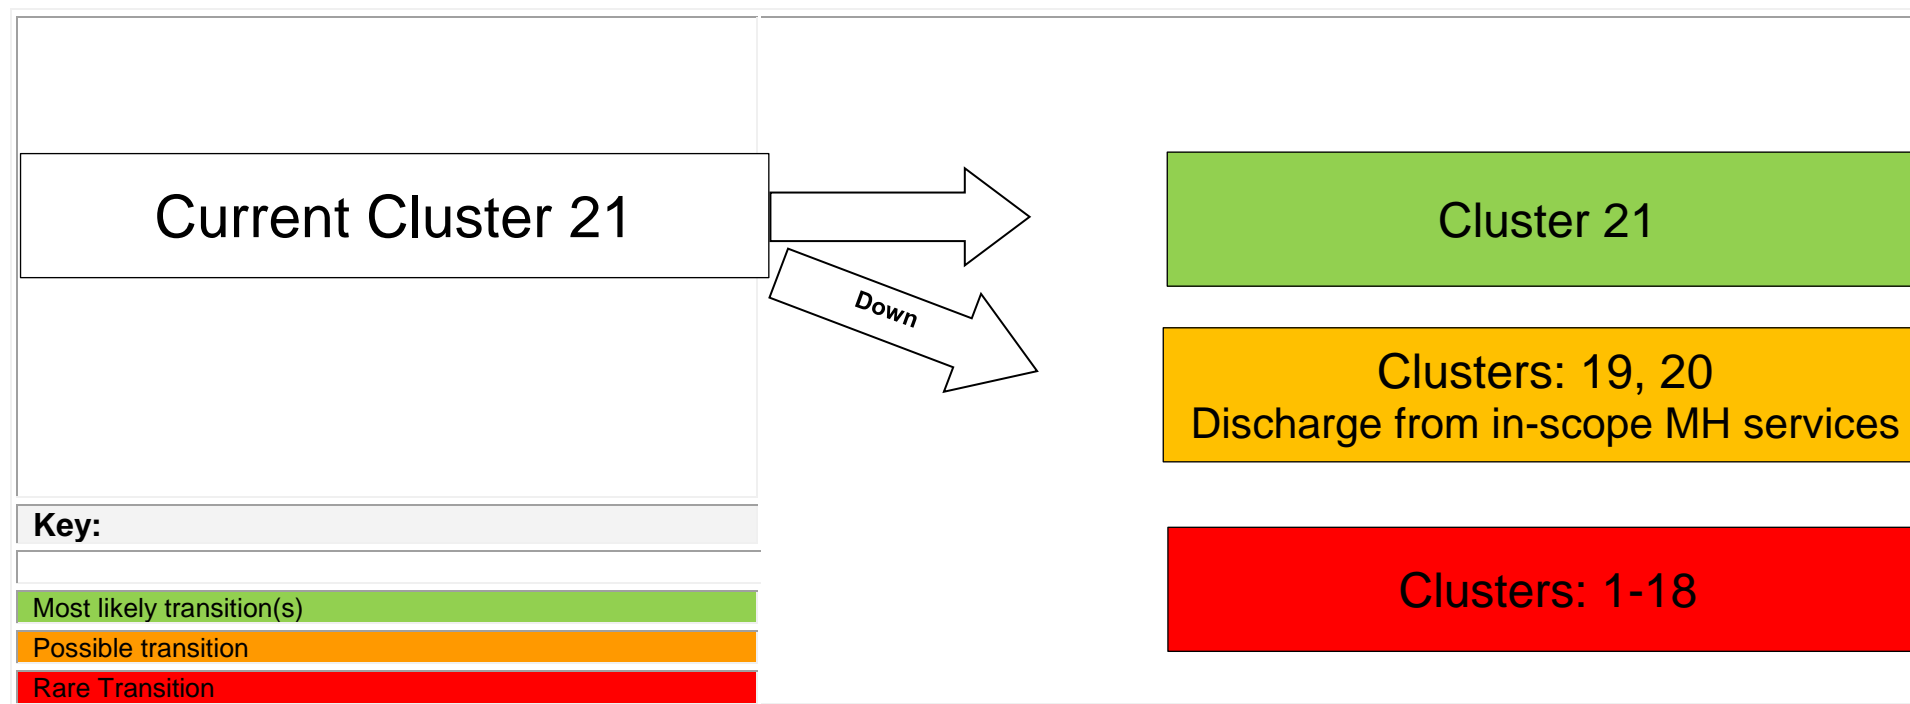 Current Cluster 21
Cluster 21
Down
Clusters: 19, 20
Discharge from in-scope MH services
Clusters: 1-18
Key:
Most likely transition(s)
Possible transition
Rare Transition